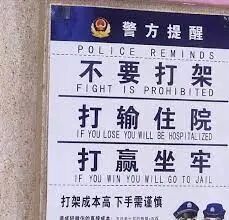 警方提醒
POLICE REMINDS
不要打架
FIGHT IS PROHIBITED
打输住院
IF YOU LOSE YOU WILL BE HOSPITALIZED
打赢坐牢
IF YOU WIN YOU WILL GO TO JAIL
打架成本高 下手需谨慎